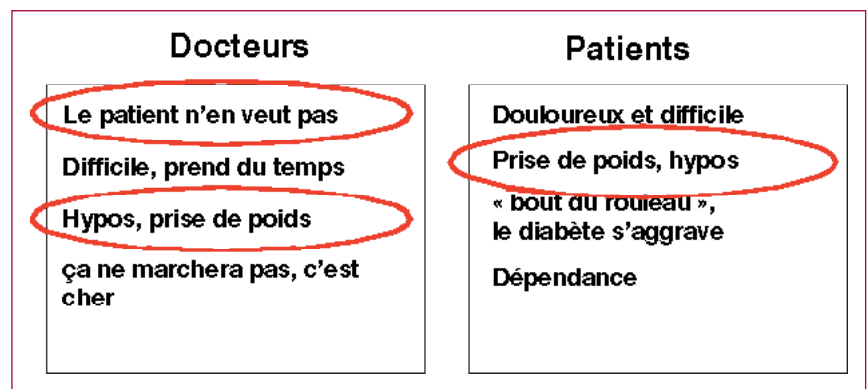 Docteurs
Le patient n’en veut pas
Difficile, prend du temps
Hypos, prise de poids
ça ne marchera pas, c’est
cher
Patients
Douloureux et difficile
Prise de poids, hypos
« bout du rouleau »,
le diabète s’aggrave
Dépendance